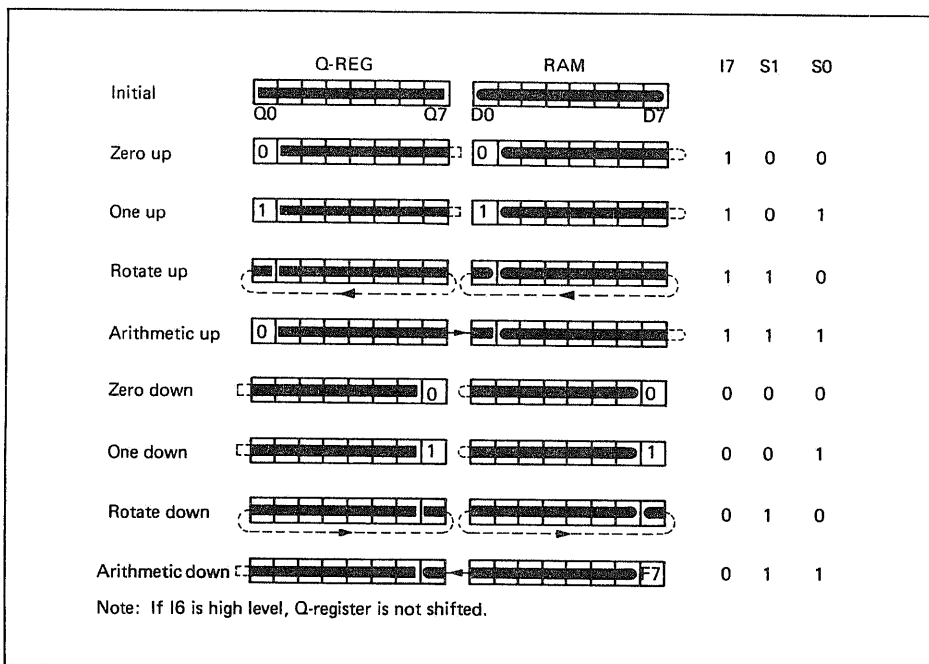 Q-REG RAM I7 S1 S0
Initial
Q0 Q7 D0 D7
Zero up 0 0 1 0 0
One up 1 1 1 0 1
Rotate up 1 1 0
Arithmetic up 0 1 1 1
Zero down 0 0 0 0 0
One down 1 1 0 0 1
Rotate down 0 1 0
Arithmetic down F7 0 1 1
Note: If I6 is high level, Q-register is not shifted.